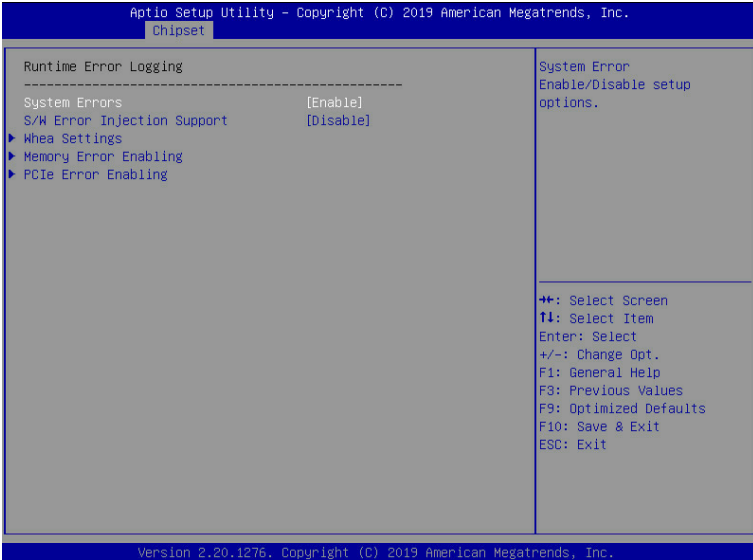 Aptio Setup Utility – Copyright (C) 2019 American Megatrends, Inc.
Chipset
Runtime Error Logging
--------------------------------------------------
System Errors [Enable]
S/W Error Injection Support [Disable]
Whea Settings
Memory Error Enabling
PCIe Error Enabling
System Error
Enable/Disable setup
options.
→←: Select Screen
↑↓: Select Item
Enter: Select
+/-: Change Opt.
F1: General Help
F3: Previous Values
F9: Optimized Defaults
F10: Save & Exit
ESC: Exit
Version 2.20.1276. Copyright (C) 2019 American Megatrends, Inc.